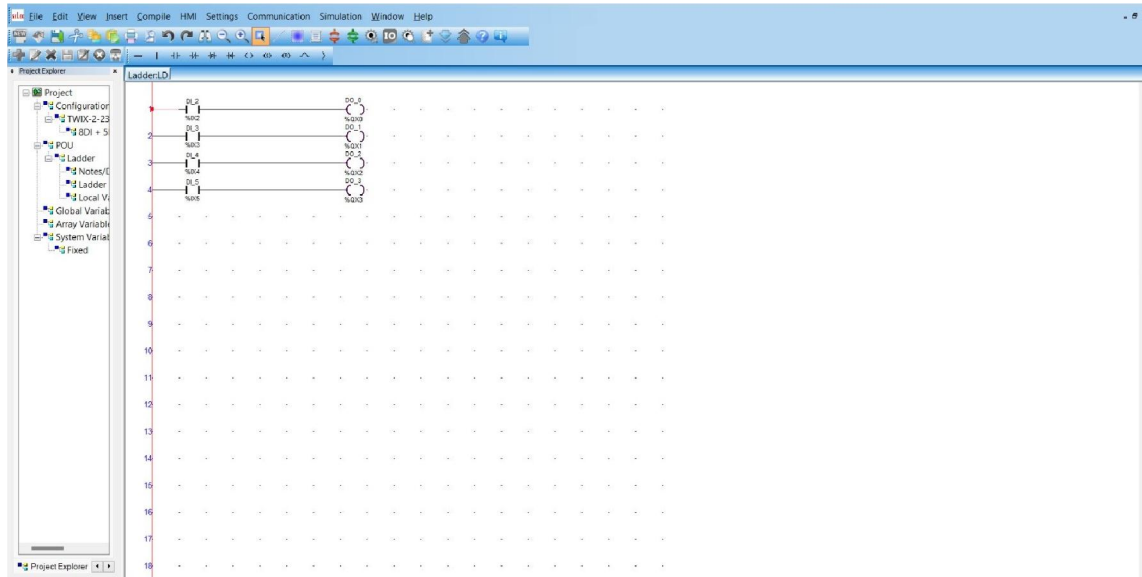 File Edit View Insert Compile HMI Settings Communication Simulation Window Help
Project Explorer
Ladder:LD
Project
Configuration
TWIX-2-23
8DI + 5
POU
Ladder
Notes/D
Ladder
Local Va
Global Variab
Array Variable
System Varial
Fixed
DI_2 DO_0
%IX2 %QX0
DI_3 DO_1
2 %IX3 %QX1
DI_4 DO_2
3 %IX4 %QX2
DI_5 DO_3
4 %IX5 %QX3
5
6
7
8
9
10
11
12
13
14
15
16
17
18
Project Explorer